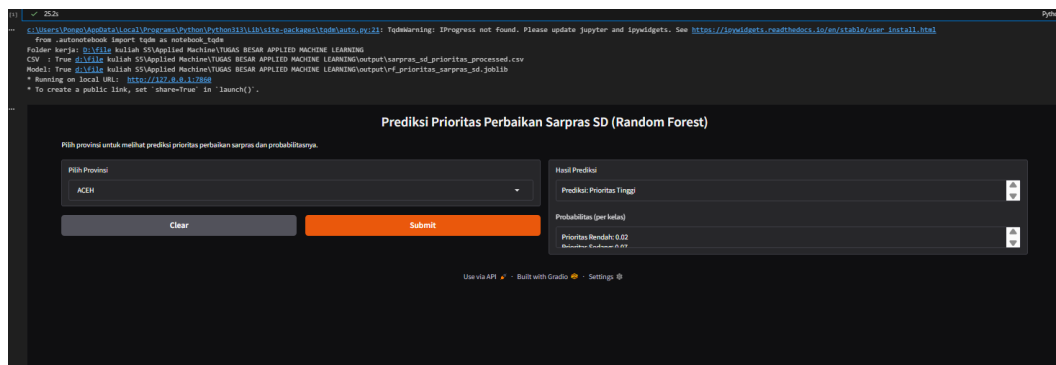 [1]
✓ 25.2s
Pytho
... c:\Users\Pongo\AppData\Local\Programs\Python\Python313\Lib\site-packages\tqdm\auto.py:21: TqdmWarning: IProgress not found. Please update jupyter and ipywidgets. See https://ipywidgets.readthedocs.io/en/stable/user_install.html
from .autonotebook import tqdm as notebook_tqdm
Folder kerja: D:\file kuliah S5\Applied Machine\TUGAS BESAR APPLIED MACHINE LEARNING
CSV : True d:\file kuliah S5\Applied Machine\TUGAS BESAR APPLIED MACHINE LEARNING\output\sarpras_sd_prioritas_processed.csv
Model: True d:\file kuliah S5\Applied Machine\TUGAS BESAR APPLIED MACHINE LEARNING\output\rf_prioritas_sarpras_sd.joblib
* Running on local URL: http://127.0.0.1:7860
* To create a public link, set `share=True` in `launch()`.
...
Prediksi Prioritas Perbaikan Sarpras SD (Random Forest)
Pilih provinsi untuk melihat prediksi prioritas perbaikan sarpras dan probabilitasnya.
Pilih Provinsi
ACEH
Clear
Submit
Hasil Prediksi
Prediksi: Prioritas Tinggi
Probabilitas (per kelas)
Prioritas Rendah: 0.02
Prioritas Sedang: 0.07
Use via API · Built with Gradio · Settings